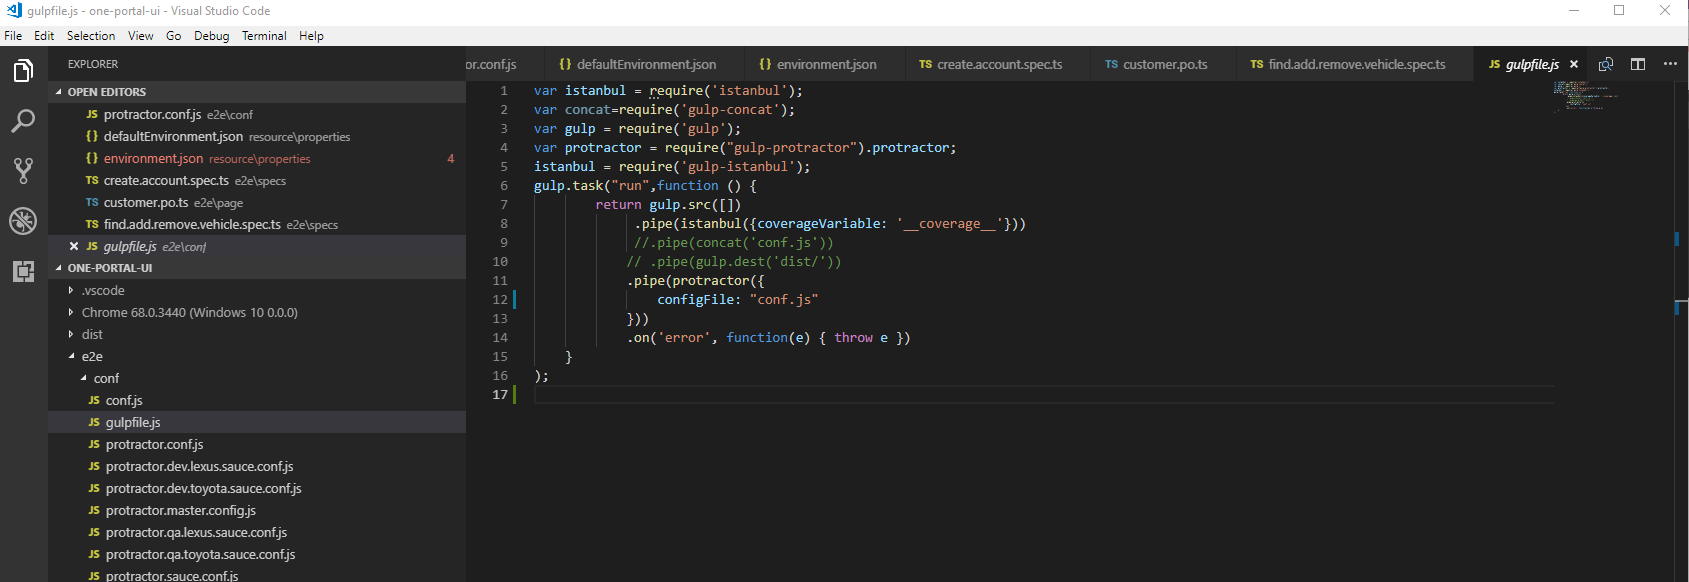 gulpfile.js - one-portal-ui - Visual Studio Code
File Edit Selection View Go Debug Terminal Help
EXPLORER
OPEN EDITORS
JS protractor.conf.js e2e\conf
{} defaultEnvironment.json resource\properties
{} environment.json resource\properties 4
TS create.account.spec.ts e2e\specs
TS customer.po.ts e2e\page
TS find.add.remove.vehicle.spec.ts e2e\specs
JS gulpfile.js e2e\conf
ONE-PORTAL-UI
.vscode
Chrome 68.0.3440 (Windows 10 0.0.0)
dist
e2e
conf
JS conf.js
JS gulpfile.js
JS protractor.conf.js
JS protractor.dev.lexus.sauce.conf.js
JS protractor.dev.toyota.sauce.conf.js
JS protractor.master.config.js
JS protractor.qa.lexus.sauce.conf.js
JS protractor.qa.toyota.sauce.conf.js
JS protractor.sauce.conf.js
or.conf.js {} defaultEnvironment.json {} environment.json TS create.account.spec.ts TS customer.po.ts TS find.add.remove.vehicle.spec.ts JS gulpfile.js
1 var istanbul = require('istanbul');
2 var concat=require('gulp-concat');
3 var gulp = require('gulp');
4 var protractor = require("gulp-protractor").protractor;
5 istanbul = require('gulp-istanbul');
6 gulp.task("run",function () {
7 return gulp.src([])
8 .pipe(istanbul({coverageVariable: '__coverage__'}))
9 //.pipe(concat('conf.js'))
10 // .pipe(gulp.dest('dist/'))
11 .pipe(protractor({
12 configFile: "conf.js"
13 }))
14 .on('error', function(e) { throw e })
15 }
16 );
17